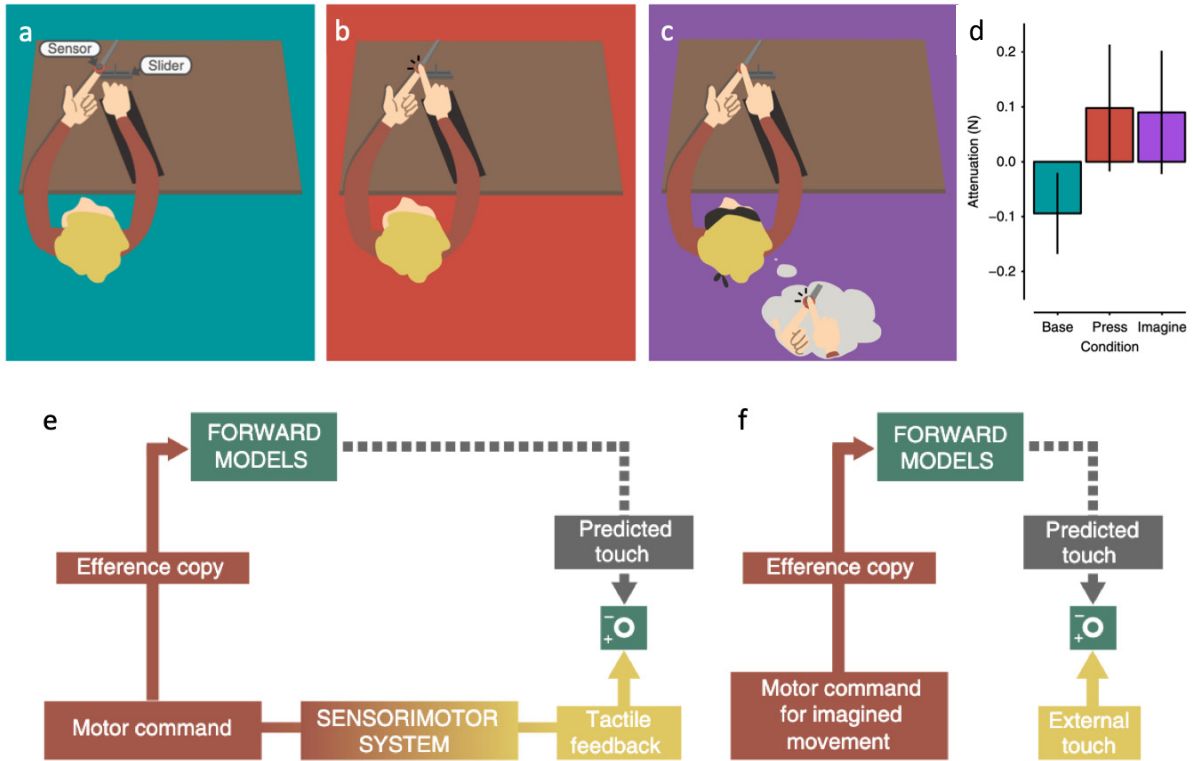 a
Sensor
Slider
b
c
d
0.2
0.1
0.0
−0.1
−0.2
Attenuation (N)
Base Press Imagine
Condition
e
FORWARD
MODELS
Predicted
touch
Efference copy
−
+
Motor command
SENSORIMOTOR
SYSTEM
Tactile
feedback
f
FORWARD
MODELS
Predicted
touch
Efference copy
−
+
Motor command
for imagined
movement
External
touch